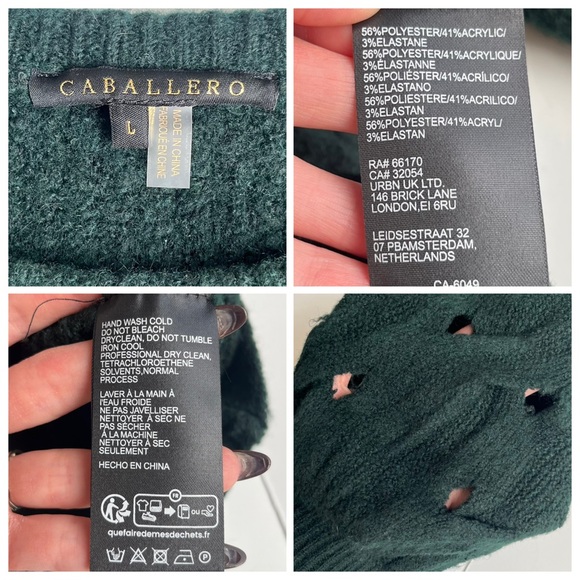 CABALLERO
L
MADE IN CHINA
FABRIQUÉ EN CHINE
56%POLYESTER/41%ACRYLIC/
3%ELASTANE
56%POLYESTER/41%ACRYLIQUE/
3%ÉLASTHANNE
56%POLIÉSTER/41%ACRÍLICO/
3%ELASTANO
56%POLIESTERE/41%ACRILICO/
3%ELASTAN
56%POLYESTER/41%ACRYL/
3%ELASTAN
RA# 66170
CA# 32054
URBN UK LTD.
146 BRICK LANE
LONDON,EI 6RU
LEIDSESTRAAT 32
07 PBAMSTERDAM,
NETHERLANDS
CA-6049
HAND WASH COLD
DO NOT BLEACH
DRYCLEAN, DO NOT TUMBLE
IRON COOL
PROFESSIONAL DRY CLEAN,
TETRACHLOROETHENE
SOLVENTS,NORMAL
PROCESS
LAVER À LA MAIN À
L'EAU FROIDE
NE PAS JAVELLISER
NETTOYER À SEC NE
PAS SÉCHER
À LA MACHINE
NETTOYER À SEC
SEULEMENT
HECHO EN CHINA
FR
OU
quefairedemesdechets.fr
P